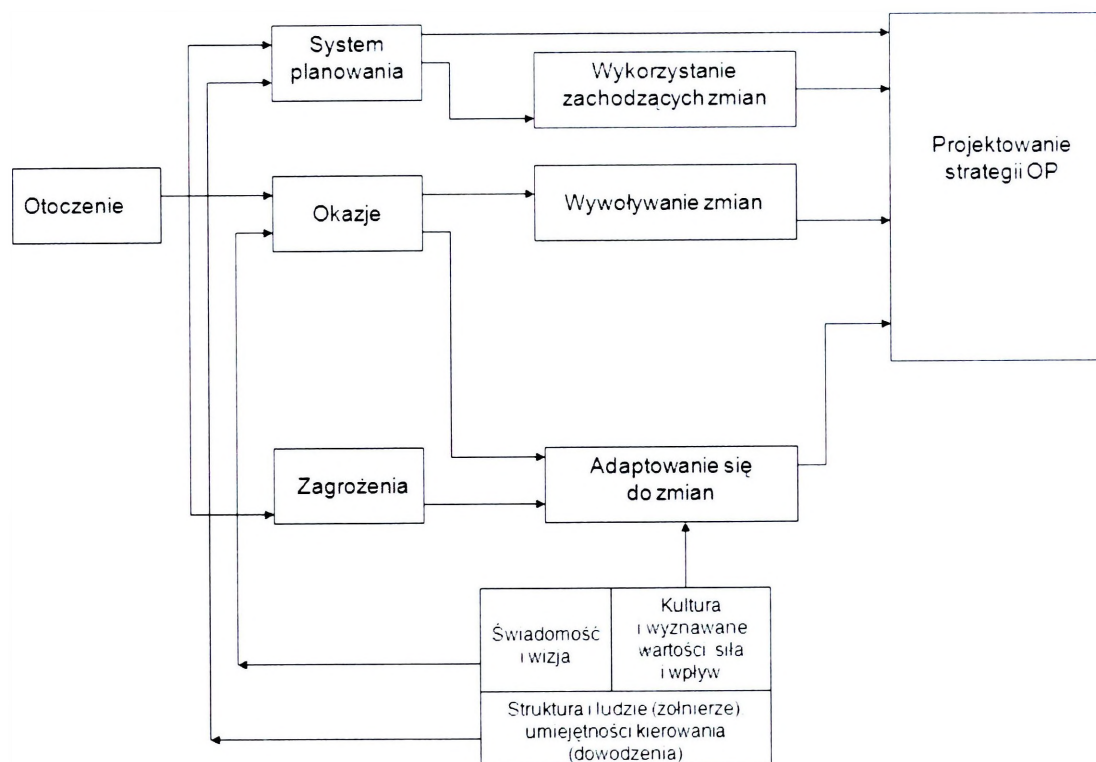 System
planowania
Wykorzystanie
zachodzących zmian
Projektowanie
strategii OP
Otoczenie
Okazje
Wywoływanie zmian
Zagrożenia
Adaptowanie się
do zmian
Świadomość
i wizja
Kultura
i wyznawane
wartości siła
i wpływ
Struktura i ludzie (żołnierze)
umiejętności kierowania
(dowodzenia)